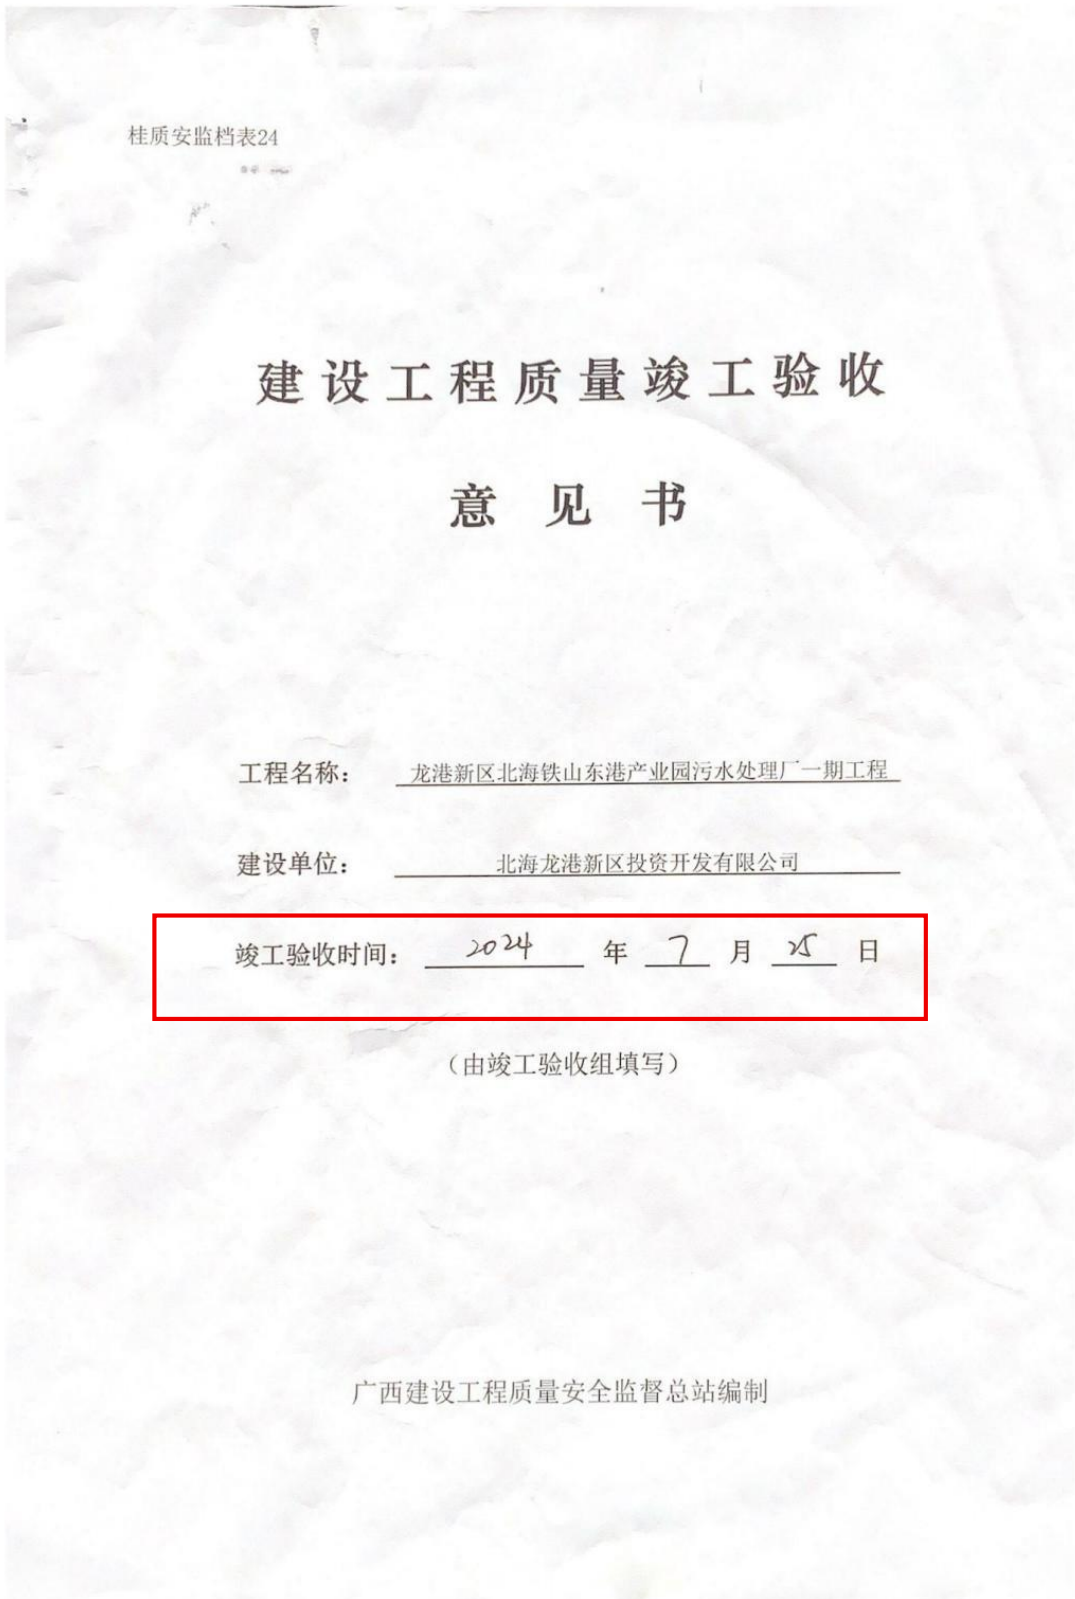 桂质安监档表24
建设工程质量竣工验收
意见书
工程名称： 龙港新区北海铁山东港产业园污水处理厂一期工程
建设单位： 北海龙港新区投资开发有限公司
竣工验收时间： 2024 年 7 月 25 日
（由竣工验收组填写）
广西建设工程质量安全监督总站编制